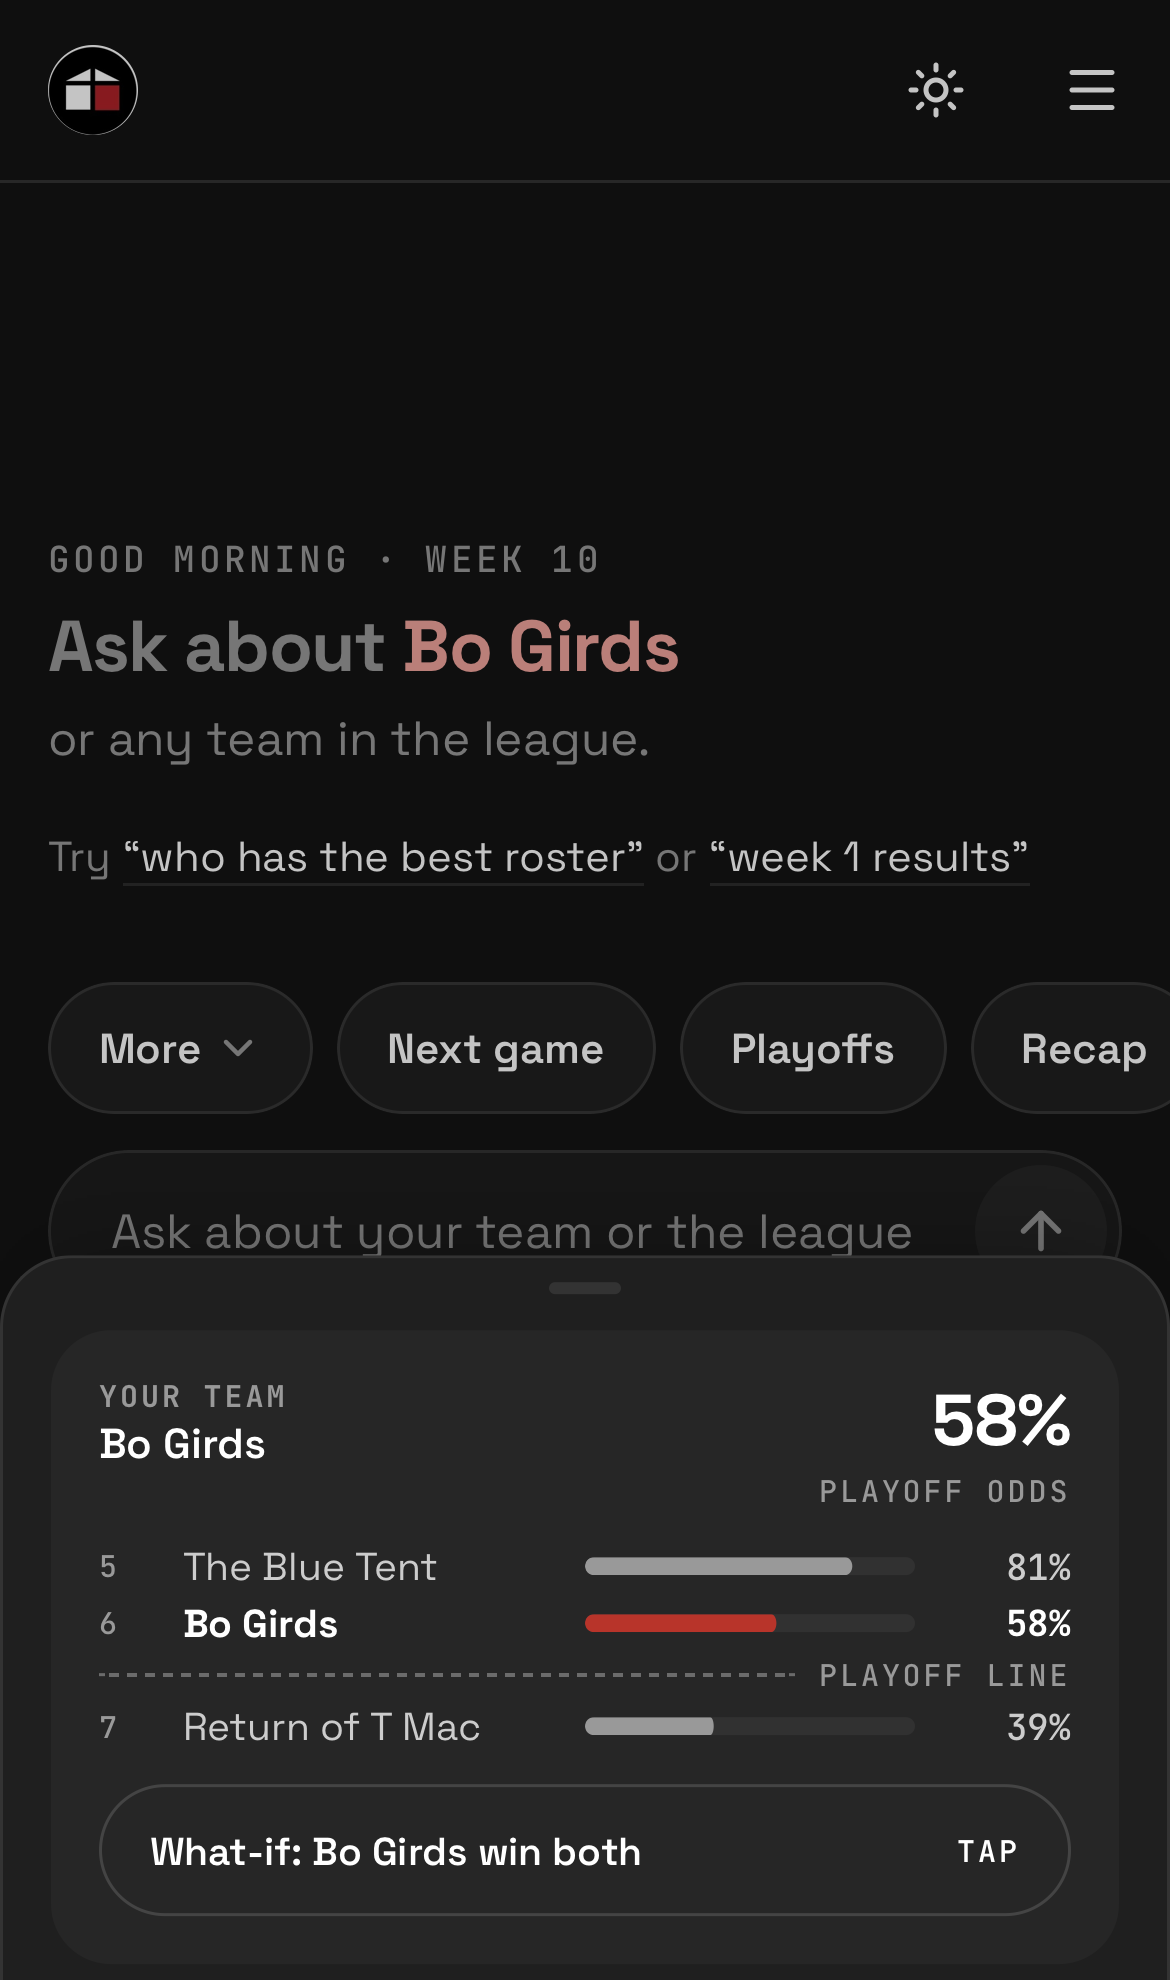 GOOD MORNING · WEEK 10
Ask about Bo Girds
or any team in the league.
Try “who has the best roster” or “week 1 results”
More Next game Playoffs Recap
Ask about your team or the league
YOUR TEAM
Bo Girds
58%
PLAYOFF ODDS
5 The Blue Tent 81%
6 Bo Girds 58%
PLAYOFF LINE
7 Return of T Mac 39%
What-if: Bo Girds win both TAP